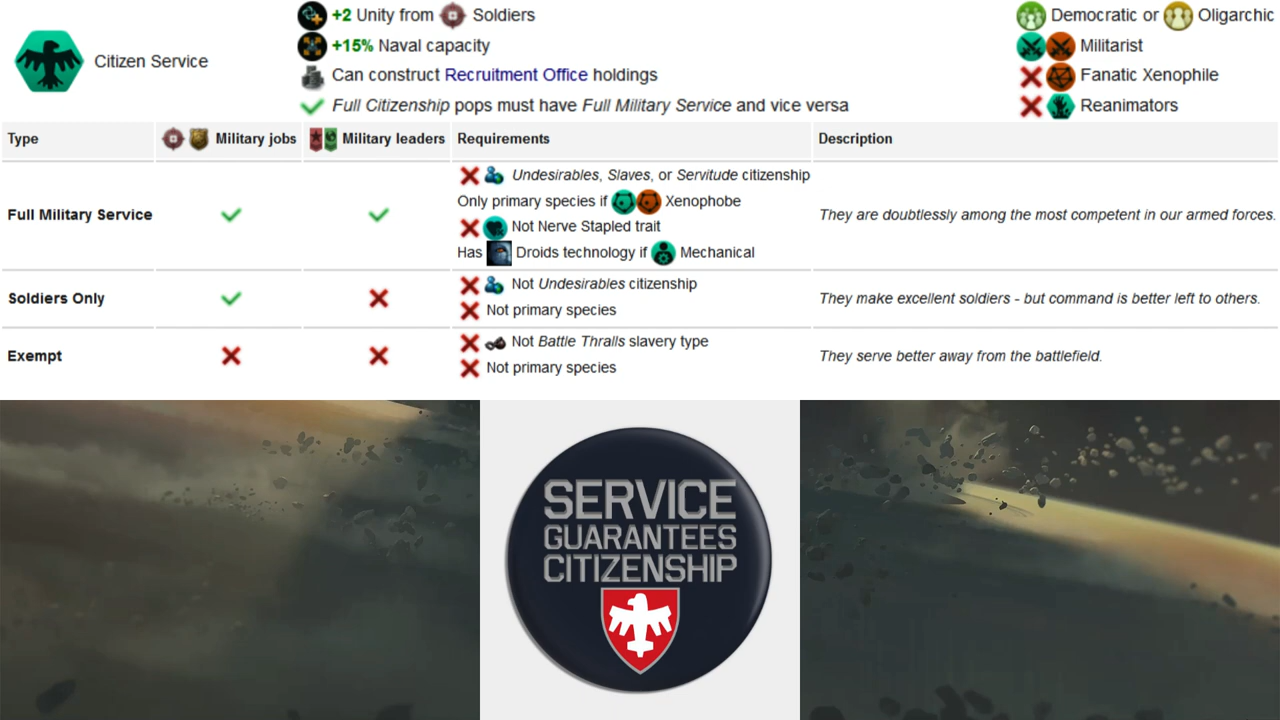 +2 Unity from Soldiers
Democratic or Oligarchic
+15% Naval capacity
Militarist
Citizen Service
Can construct Recruitment Office holdings
Fanatic Xenophile
Full Citizenship pops must have Full Military Service and vice versa
Reanimators
Type Military jobs Military leaders Requirements Description
Undesirables, Slaves, or Servitude citizenship
Only primary species if Xenophobe
Full Military Service
They are doubtlessly among the most competent in our armed forces.
Not Nerve Stapled trait
Has Droids technology if Mechanical
Not Undesirables citizenship
Soldiers Only
They make excellent soldiers - but command is better left to others.
Not primary species
Not Battle Thralls slavery type
Exempt
They serve better away from the battlefield.
Not primary species
SERVICE
GUARANTEES
CITIZENSHIP